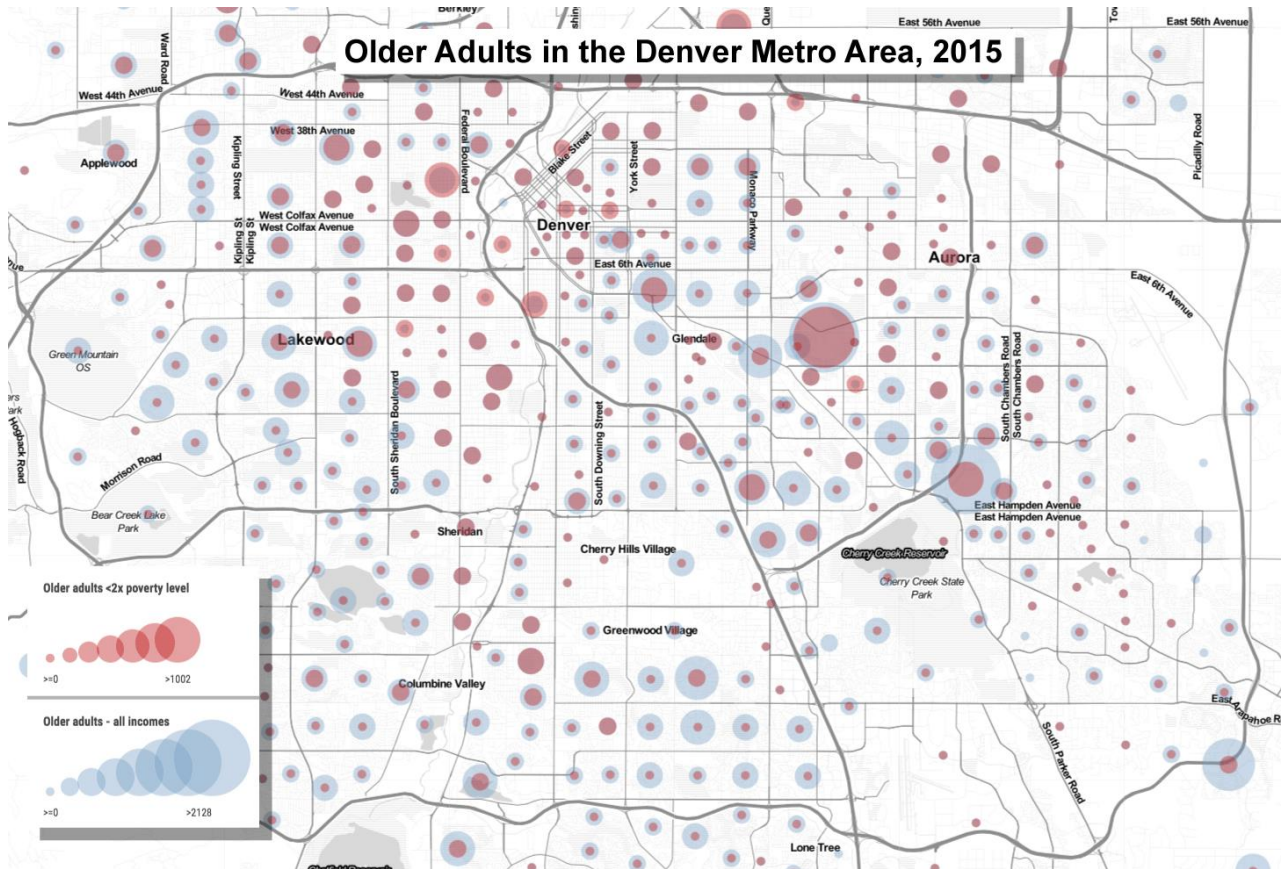 Berkley
East 56th Avenue
East 56th Avenue
Older Adults in the Denver Metro Area, 2015
Ward Road
West 44th Avenue
West 44th Avenue
West 38th Avenue
Federal Boulevard
Blake Street
York Street
Picadilly Road
Applewood
Kipling Street
Monaco Parkway
West Colfax Avenue
West Colfax Avenue
Kipling St
Kipling St
Denver
East 6th Avenue
Aurora
East 6th Avenue
Lakewood
Glendale
Green Mountain
OS
South Chambers Road
South Chambers Road
South Sheridan Boulevard
South Downing Street
Hogback Road
Morrison Road
Bear Creek Lake
Park
East Hampden Avenue
East Hampden Avenue
Sheridan
Cherry Hills Village
Cherry Creek Reservoir
Cherry Creek State
Park
Older adults <2x poverty level
>=0
>1002
Greenwood Village
Columbine Valley
Older adults - all incomes
>=0
>2128
East Arapahoe R
South Parker Road
Lone Tree